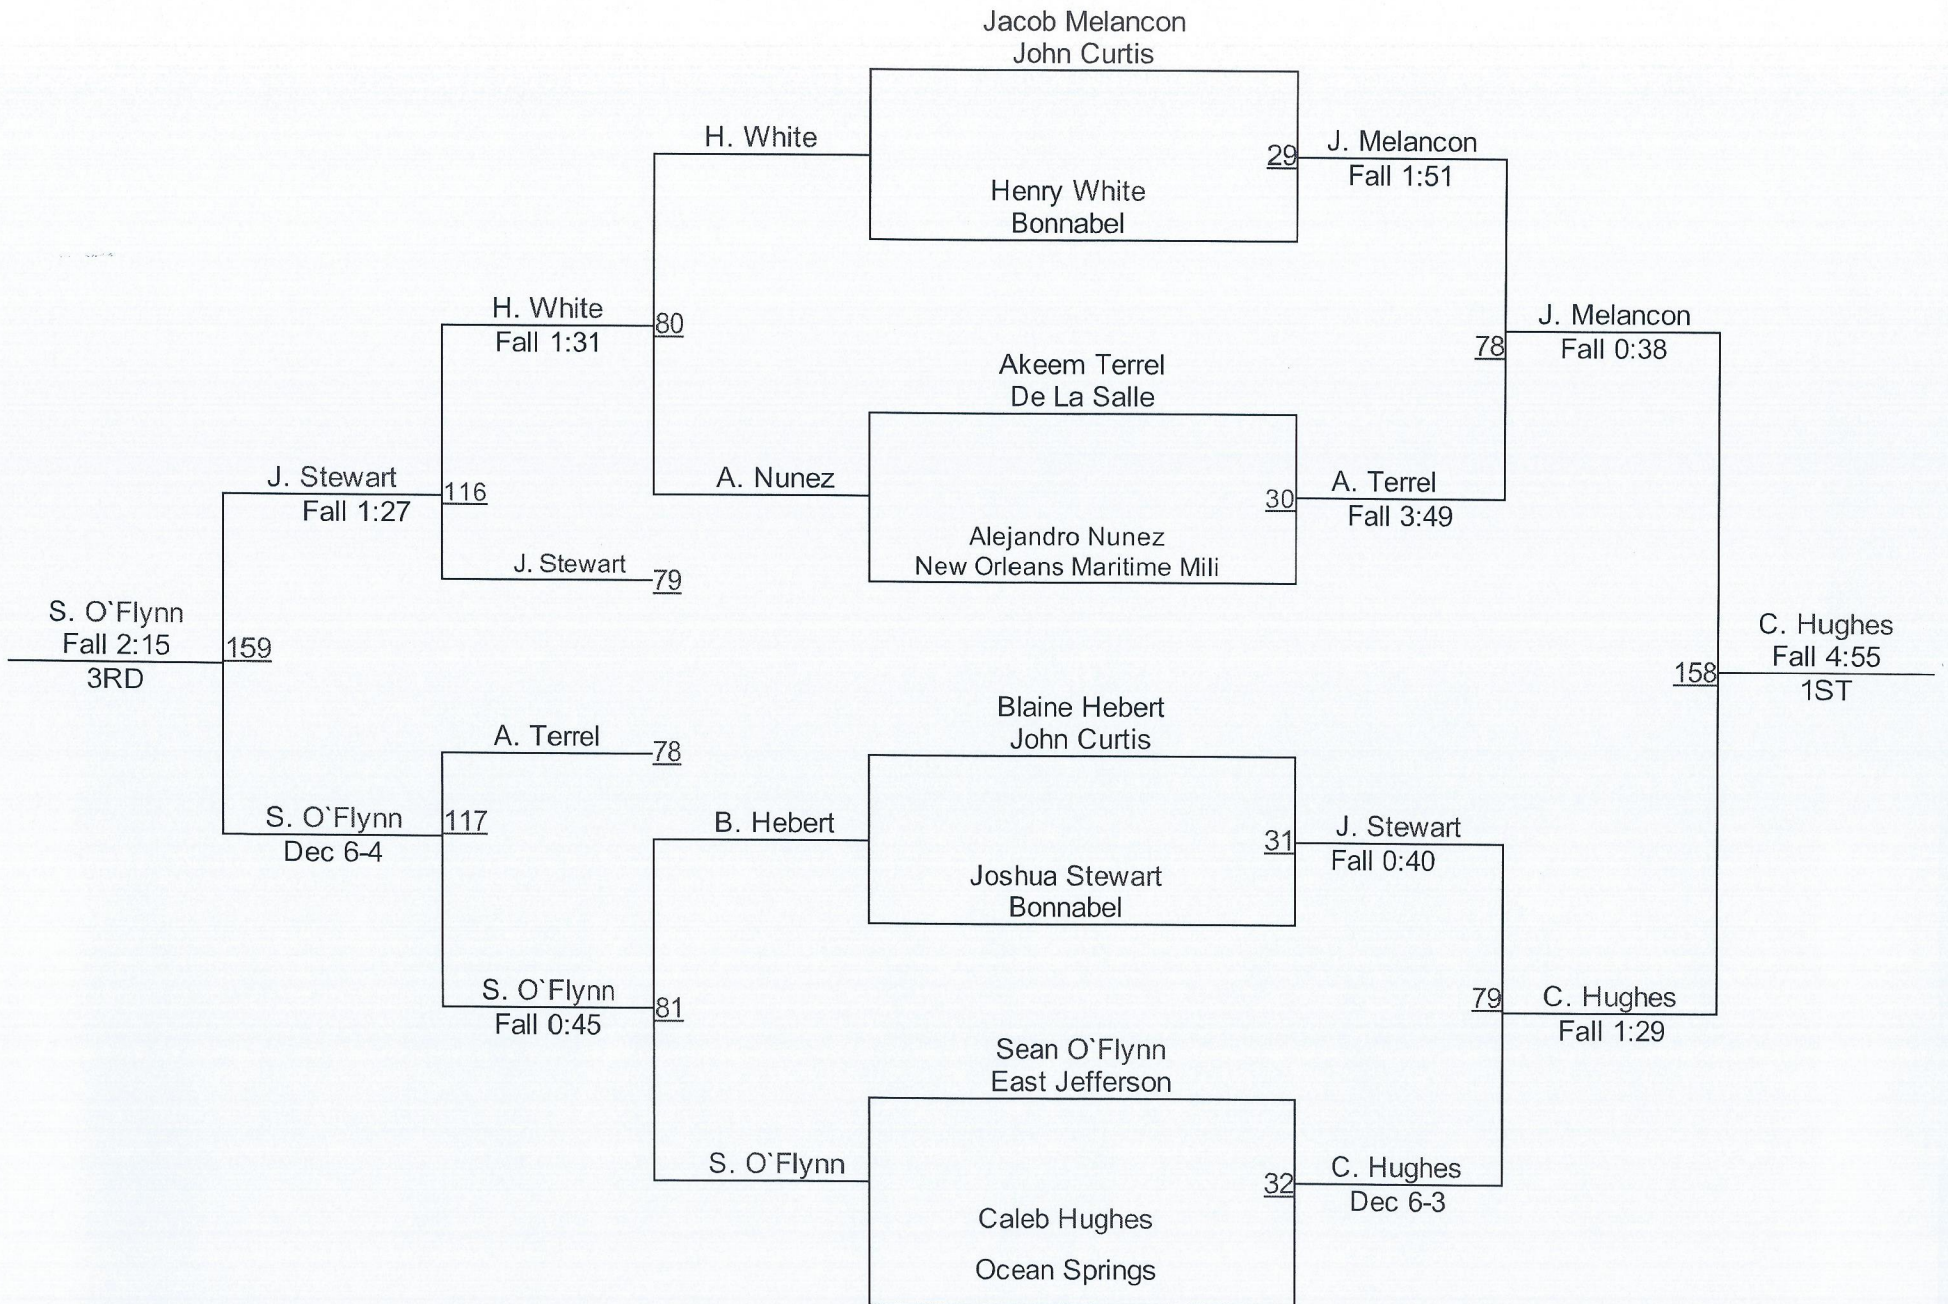 Jacob Melancon
John Curtis
H. White
29
J. Melancon
Fall 1:51
Henry White
Bonnabel
H. White
Fall 1:31
80
J. Melancon
Fall 0:38
78
Akeem Terrel
De La Salle
J. Stewart
Fall 1:27
116
A. Nunez
30
A. Terrel
Fall 3:49
Alejandro Nunez
New Orleans Maritime Mili
J. Stewart
79
S. O`Flynn
Fall 2:15
3RD
159
C. Hughes
Fall 4:55
1ST
158
Blaine Hebert
John Curtis
A. Terrel
78
S. O`Flynn
Dec 6-4
117
B. Hebert
31
J. Stewart
Fall 0:40
Joshua Stewart
Bonnabel
S. O`Flynn
Fall 0:45
81
79
C. Hughes
Fall 1:29
Sean O`Flynn
East Jefferson
S. O`Flynn
32
C. Hughes
Dec 6-3
Caleb Hughes
Ocean Springs